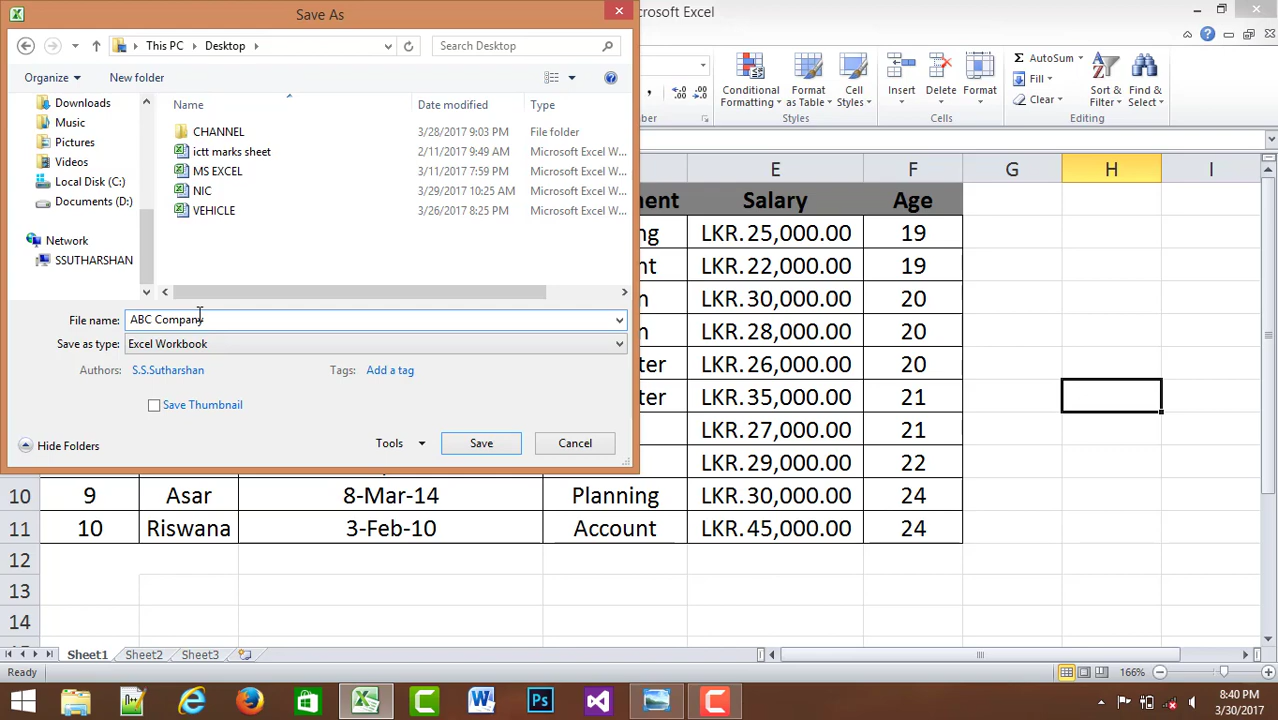 Save As
This PC Desktop
Search Desktop
Organize New folder
Downloads
Music
Pictures
Videos
Local Disk (C:)
Documents (D:)
Network
SSUTHARSHAN
Name Date modified Type
CHANNEL 3/28/2017 9:03 PM File folder
ictt marks sheet 2/11/2017 9:49 AM Microsoft Excel W...
MS EXCEL 3/11/2017 7:59 PM Microsoft Excel W...
NIC 3/29/2017 10:25 AM Microsoft Excel W...
VEHICLE 3/26/2017 8:25 PM Microsoft Excel W...
File name: ABC Company
Save as type: Excel Workbook
Authors: S.S.Sutharshan Tags: Add a tag
Save Thumbnail
Hide Folders Tools Save Cancel
crosoft Excel
Conditional Formatting Format as Table Cell Styles Insert Delete Format AutoSum Fill Clear Sort & Filter Find & Select
ber Styles Cells Editing
E F G H I
ent Salary Age
ng LKR. 25,000.00 19
nt LKR. 22,000.00 19
n LKR. 30,000.00 20
n LKR. 28,000.00 20
ter LKR. 26,000.00 20
ter LKR. 35,000.00 21
LKR. 27,000.00 21
LKR. 29,000.00 22
10 9 Asar 8-Mar-14 Planning LKR. 30,000.00 24
11 10 Riswana 3-Feb-10 Account LKR. 45,000.00 24
12
13
14
Sheet1 Sheet2 Sheet3
Ready 166%
8:40 PM
3/30/2017